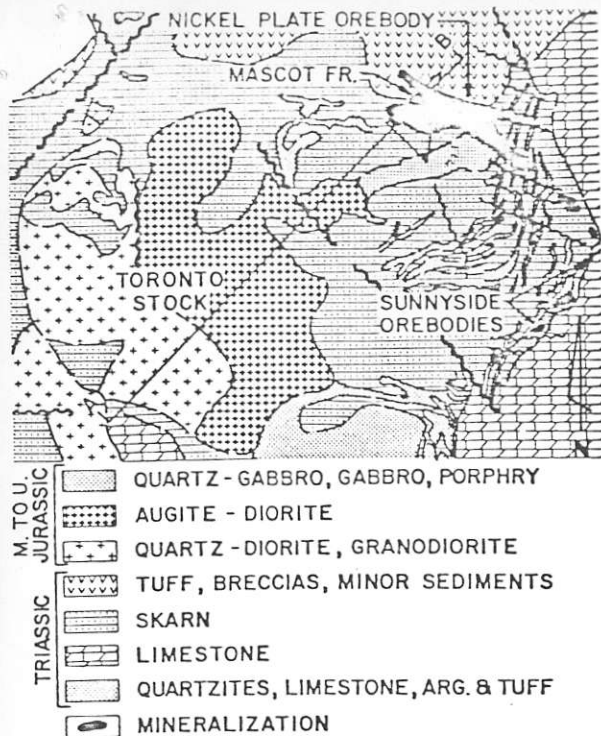 NICKEL PLATE OREBODY
B
MASCOT FR.
TORONTO
STOCK
SUNNYSIDE
OREBODIES
M. TO U.
JURASSIC
QUARTZ - GABBRO, GABBRO, PORPHRY
AUGITE - DIORITE
QUARTZ - DIORITE, GRANODIORITE
TRIASSIC
TUFF, BRECCIAS, MINOR SEDIMENTS
SKARN
LIMESTONE
QUARTZITES, LIMESTONE, ARG. & TUFF
MINERALIZATION